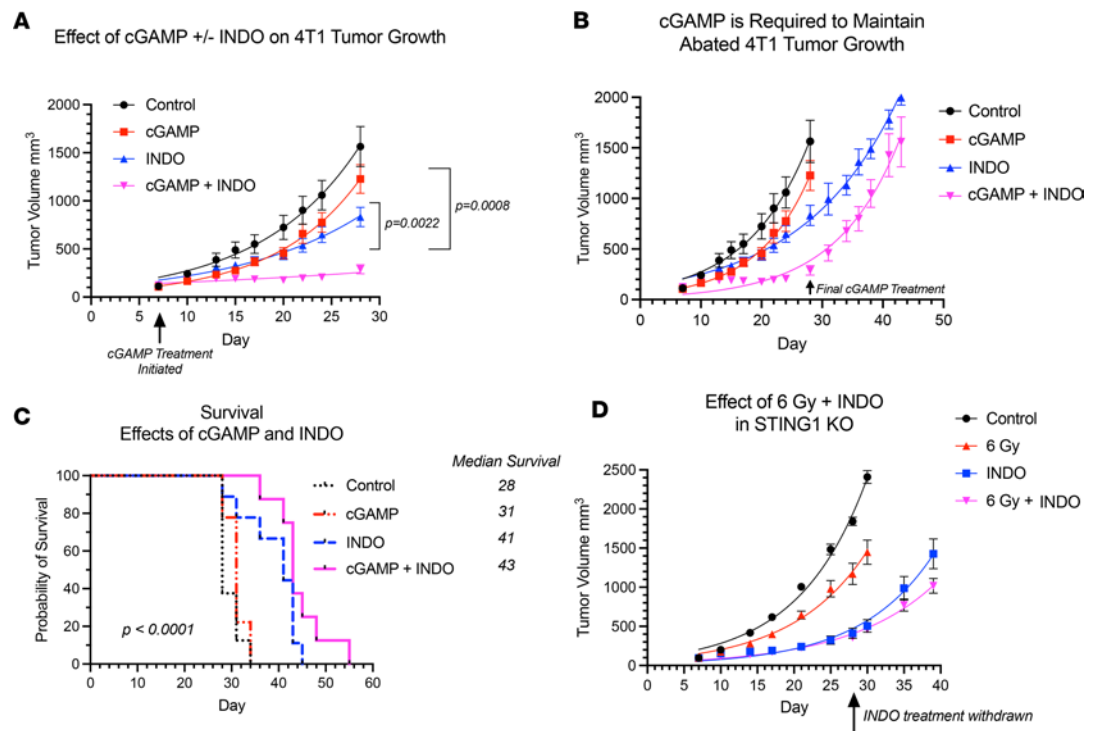 A
Effect of cGAMP +/- INDO on 4T1 Tumor Growth
Tumor Volume mm³
2000
1500
1000
500
0
Control
cGAMP
INDO
cGAMP + INDO
p=0.0022
p=0.0008
0 5 10 15 20 25 30
Day
cGAMP Treatment
Initiated
B
cGAMP is Required to Maintain
Abated 4T1 Tumor Growth
Tumor Volume mm³
2000
1500
1000
500
0
Control
cGAMP
INDO
cGAMP + INDO
Final cGAMP Treatment
0 10 20 30 40 50
Day
C
Survival
Effects of cGAMP and INDO
Probability of Survival
100
80
60
40
20
0
p < 0.0001
Median Survival
Control 28
cGAMP 31
INDO 41
cGAMP + INDO 43
0 10 20 30 40 50 60
Day
D
Effect of 6 Gy + INDO
in STING1 KO
Tumor Volume mm³
2500
2000
1500
1000
500
0
Control
6 Gy
INDO
6 Gy + INDO
0 5 10 15 21 25 30 35 40
Day
INDO treatment withdrawn